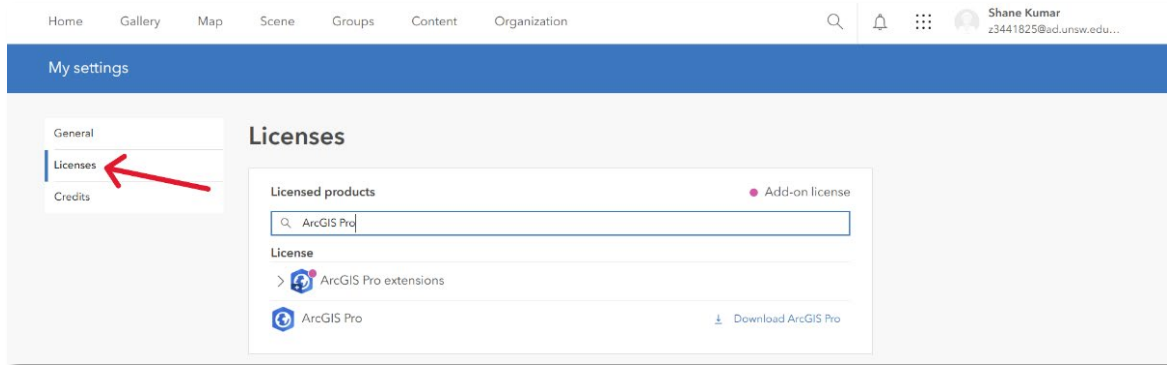 Home Gallery Map Scene Groups Content Organization
Shane Kumar
z3441825@ad.unsw.edu...
My settings
General
Licenses
Credits
Licenses
Licensed products
Add-on license
ArcGIS Pro
License
ArcGIS Pro extensions
ArcGIS Pro
Download ArcGIS Pro